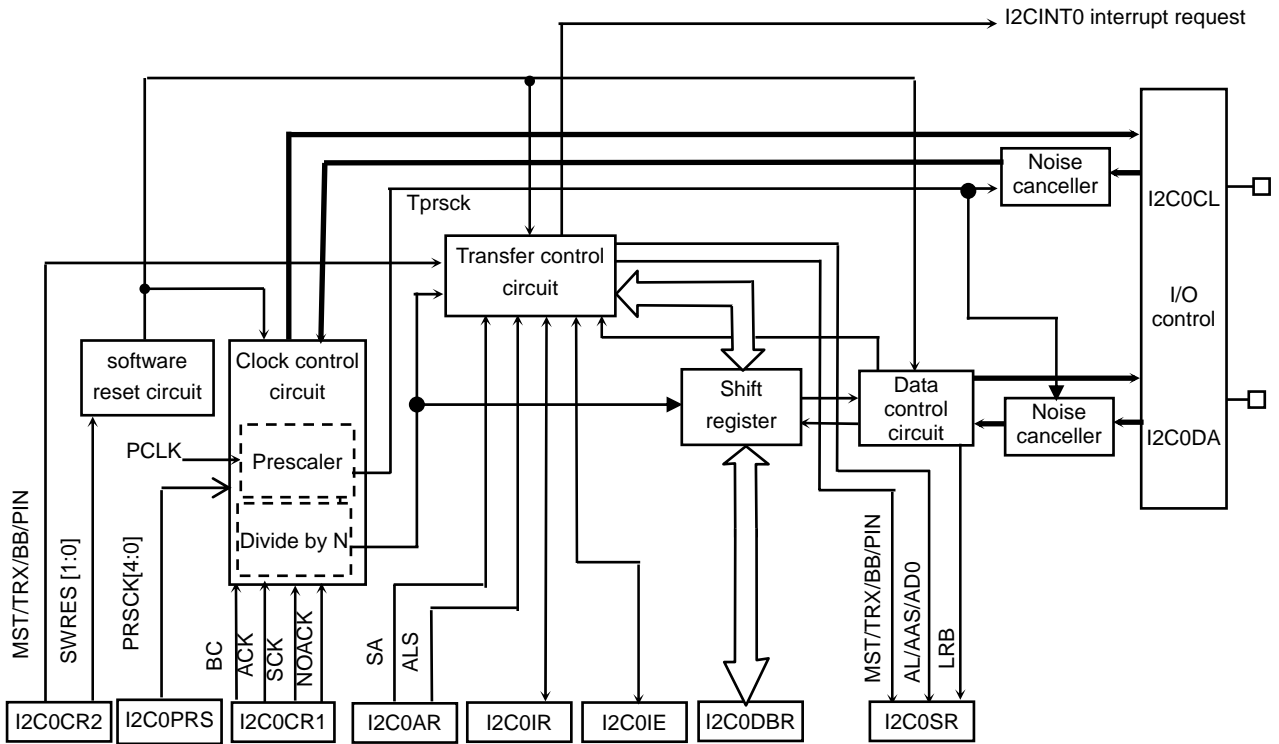 I2CINT0 interrupt request
Noise
canceller
I2C0CL
Tprsck
Transfer control
circuit
I/O
control
software
reset circuit
Clock control
circuit
Shift
register
Data
control
circuit
Noise
canceller
I2C0DA
PCLK
Prescaler
Divide by N
MST/TRX/BB/PIN
SWRES [1:0]
PRSCK[4:0]
BC
ACK
SCK
NOACK
SA
ALS
MST/TRX/BB/PIN
AL/AAS/AD0
LRB
I2C0CR2
I2C0PRS
I2C0CR1
I2C0AR
I2C0IR
I2C0IE
I2C0DBR
I2C0SR